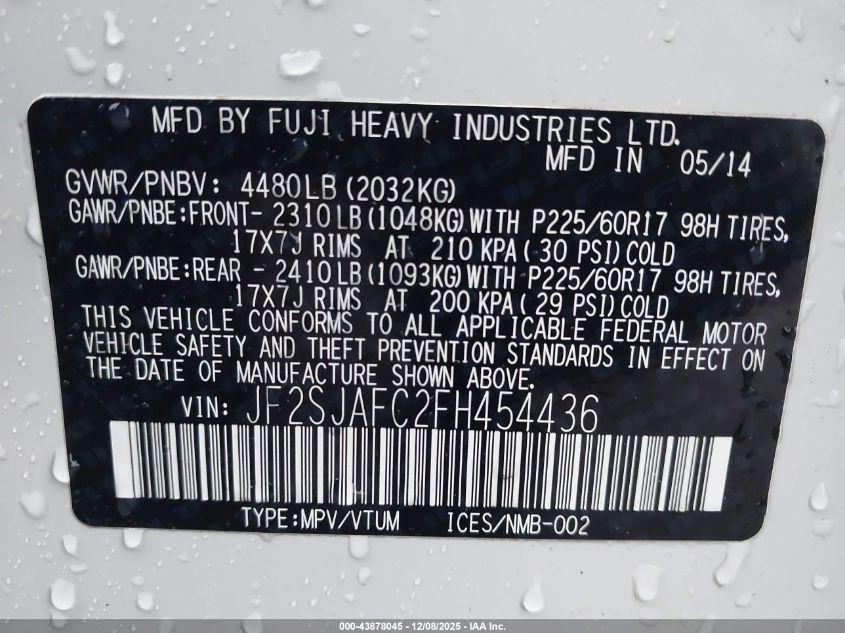 MFD BY FUJI HEAVY INDUSTRIES LTD.
MFD IN 05/14
GVWR/PNBV: 4480LB (2032KG)
GAWR/PNBE:FRONT- 2310LB (1048KG) WITH P225/60R17 98H TIRES,
17X7J RIMS AT 210 KPA ( 30 PSI) COLD
GAWR/PNBE:REAR - 2410LB (1093KG) WITH P225/60R17 98H TIRES,
17X7J RIMS AT 200 KPA ( 29 PSI) COLD
THIS VEHICLE CONFORMS TO ALL APPLICABLE FEDERAL MOTOR
VEHICLE SAFETY AND THEFT PREVENTION STANDARDS IN EFFECT ON
THE DATE OF MANUFACTURE SHOWN ABOVE.
VIN: JF2SJAFC2FH454436
TYPE:MPV/VTUM ICES/NMB-002
000-43878045 - 12/08/2025 - IAA Inc.